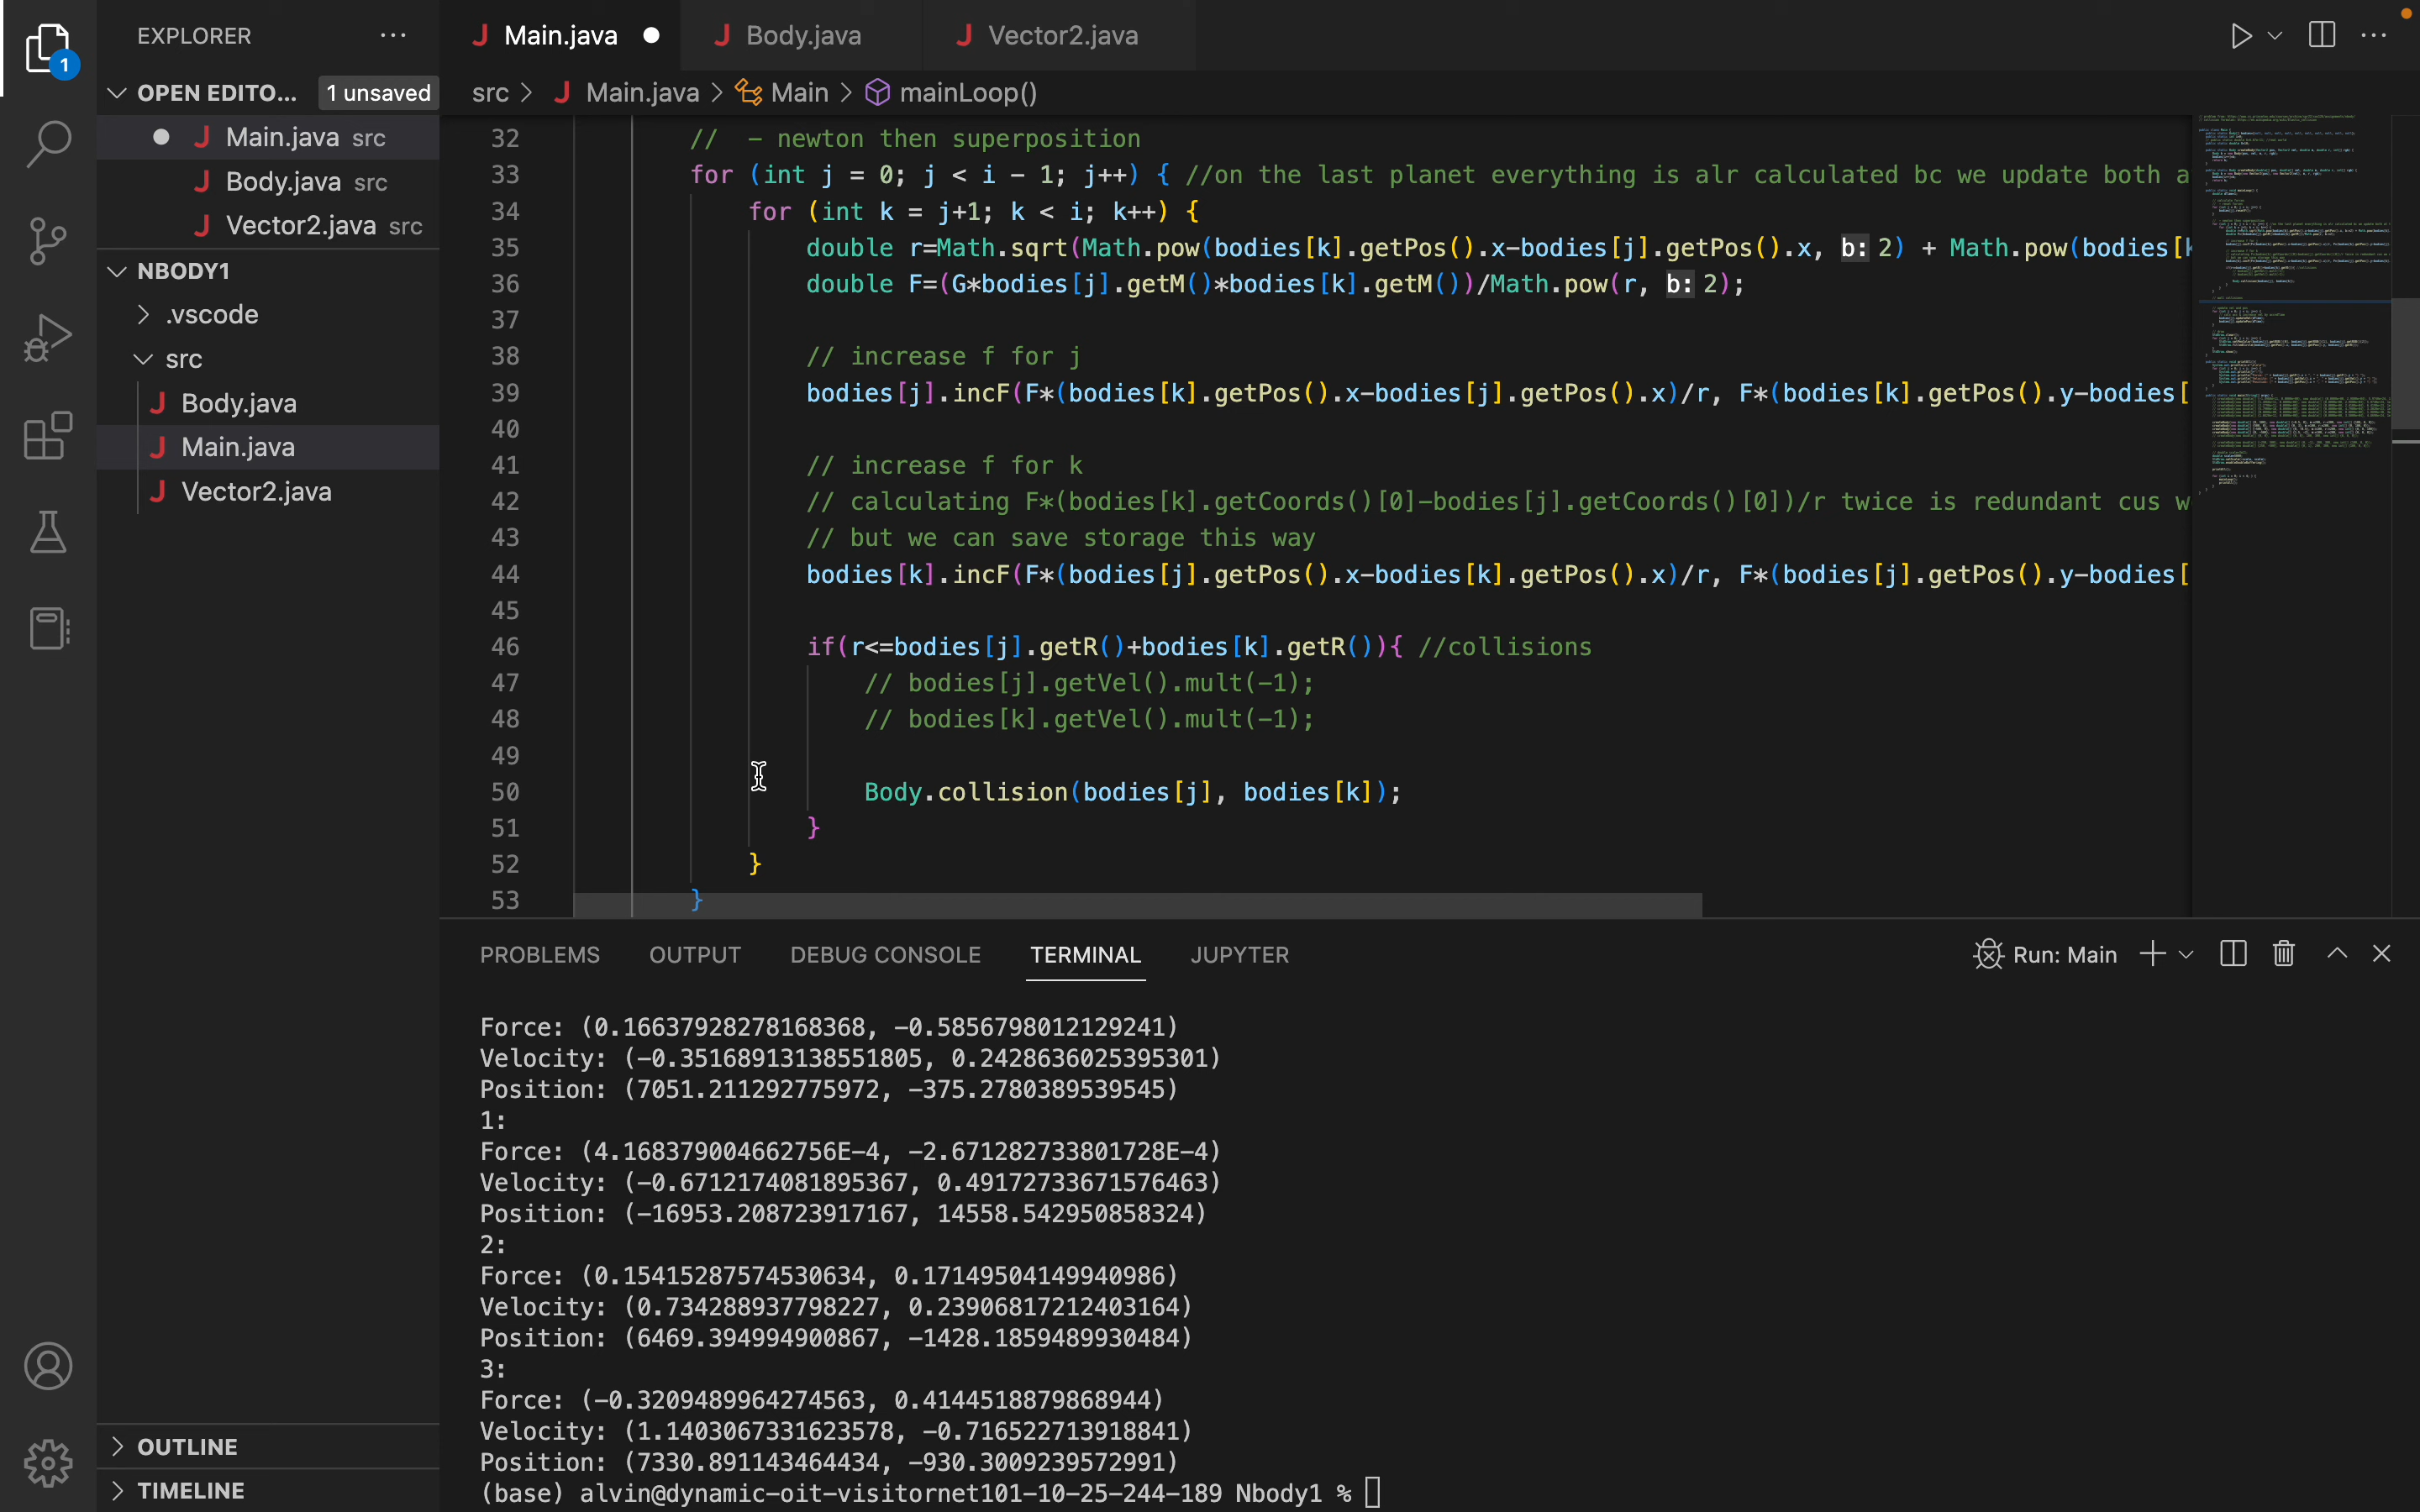 EXPLORER
1
OPEN EDITO...
1 unsaved
Main.java src
Body.java src
Vector2.java src
NBODY1
.vscode
src
Body.java
Main.java
Vector2.java
OUTLINE
TIMELINE
Main.java
Body.java
Vector2.java
src > Main.java > Main > mainLoop()
32 //  - newton then superposition
33 for (int j = 0; j < i - 1; j++) { //on the last planet everything is alr calculated bc we update both a
34 for (int k = j+1; k < i; k++) {
35 double r=Math.sqrt(Math.pow(bodies[k].getPos().x-bodies[j].getPos().x, b: 2) + Math.pow(bodies[k
36 double F=(G*bodies[j].getM()*bodies[k].getM())/Math.pow(r, b: 2);
37
38 // increase f for j
39 bodies[j].incF(F*(bodies[k].getPos().x-bodies[j].getPos().x)/r, F*(bodies[k].getPos().y-bodies[
40
41 // increase f for k
42 // calculating F*(bodies[k].getCoords()[0]-bodies[j].getCoords()[0])/r twice is redundant cus w
43 // but we can save storage this way
44 bodies[k].incF(F*(bodies[j].getPos().x-bodies[k].getPos().x)/r, F*(bodies[j].getPos().y-bodies[
45
46 if(r<=bodies[j].getR()+bodies[k].getR()){ //collisions
47 // bodies[j].getVel().mult(-1);
48 // bodies[k].getVel().mult(-1);
49
50 Body.collision(bodies[j], bodies[k]);
51 }
52 }
53 }
PROBLEMS OUTPUT DEBUG CONSOLE TERMINAL JUPYTER
Run: Main
Force: (0.16637928278168368, -0.5856798012129241)
Velocity: (-0.35168913138551805, 0.2428636025395301)
Position: (7051.211292775972, -375.2780389539545)
1:
Force: (4.168379004662756E-4, -2.671282733801728E-4)
Velocity: (-0.6712174081895367, 0.49172733671576463)
Position: (-16953.208723917167, 14558.542950858324)
2:
Force: (0.15415287574530634, 0.17149504149940986)
Velocity: (0.734288937798227, 0.23906817212403164)
Position: (6469.394994900867, -1428.1859489930484)
3:
Force: (-0.3209489964274563, 0.4144518879868944)
Velocity: (1.1403067331623578, -0.716522713918841)
Position: (7330.891143464434, -930.3009239572991)
(base) alvin@dynamic-oit-visitornet101-10-25-244-189 Nbody1 %